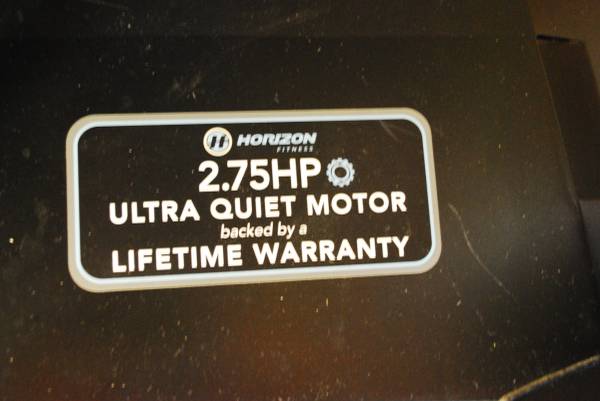 HORIZON
FITNESS
2.75HP
ULTRA QUIET MOTOR
backed by a
LIFETIME WARRANTY